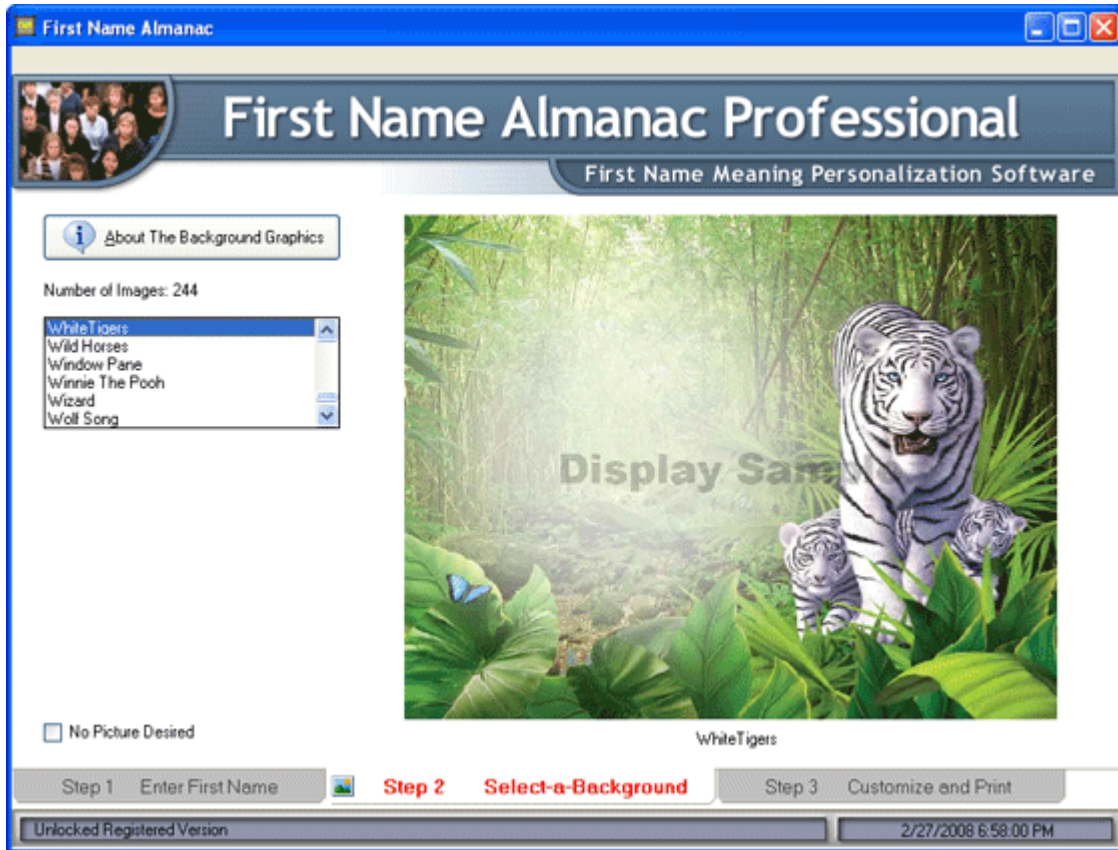 First Name Almanac
First Name Almanac Professional
First Name Meaning Personalization Software
About The Background Graphics
Number of Images: 244
WhiteTigers
Wild Horses
Window Pane
Winnie The Pooh
Wizard
Wolf Song
Display Sample
No Picture Desired
WhiteTigers
Step 1 Enter First Name
Step 2 Select-a-Background
Step 3 Customize and Print
Unlocked Registered Version
2/27/2008 6:58:00 PM